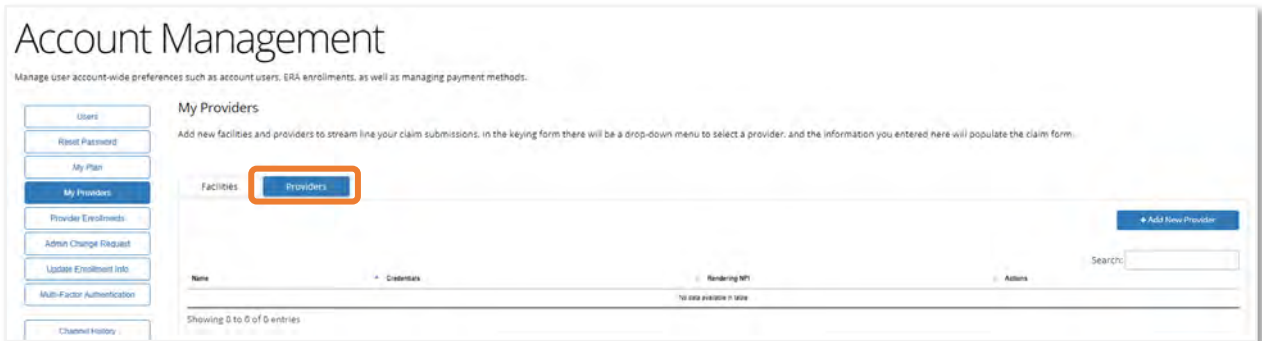 Account Management
Manage user account-wide preferences such as account users, ERA enrollments, as well as managing payment methods.
Users
Reset Password
My Plan
My Providers
Provider Enrollments
Admin Change Request
Update Enrollment Info
Multi-Factor Authentication
Channel History
My Providers
Add new facilities and providers to stream line your claim submissions, in the keying form there will be a drop-down menu to select a provider, and the information you entered here will populate the claim form.
Facilities Providers
+ Add New Provider
Search:
Name Credentials Rendering NPI Actions
No data available in table
Showing 0 to 0 of 0 entries